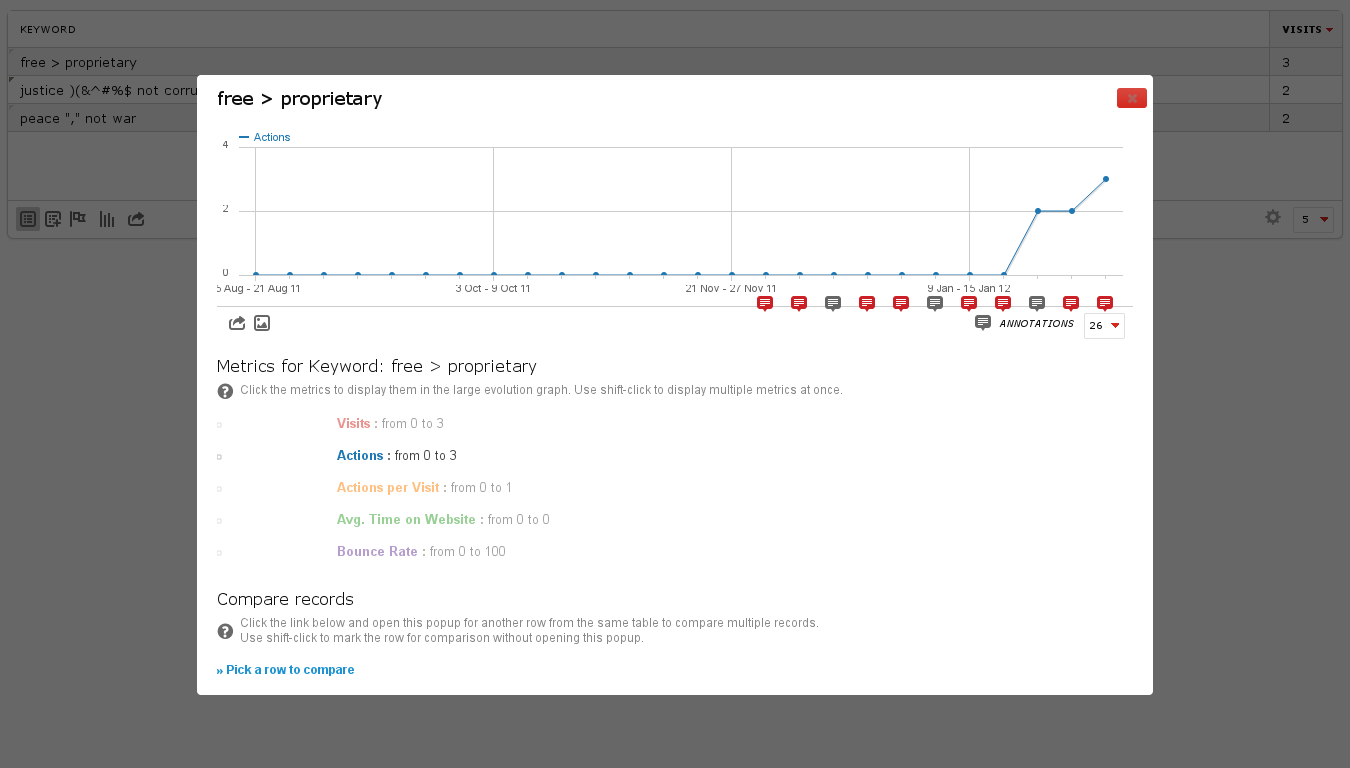 KEYWORD VISITS
free > proprietary 3
justice )(&^#%$ not corru 2
peace "," not war 2
5
free > proprietary
Actions
4
2
0
5 Aug - 21 Aug 11 3 Oct - 9 Oct 11 21 Nov - 27 Nov 11 9 Jan - 15 Jan 12
ANNOTATIONS 26
Metrics for Keyword: free > proprietary
Click the metrics to display them in the large evolution graph. Use shift-click to display multiple metrics at once.
Visits : from 0 to 3
Actions : from 0 to 3
Actions per Visit : from 0 to 1
Avg. Time on Website : from 0 to 0
Bounce Rate : from 0 to 100
Compare records
Click the link below and open this popup for another row from the same table to compare multiple records.
Use shift-click to mark the row for comparison without opening this popup.
» Pick a row to compare